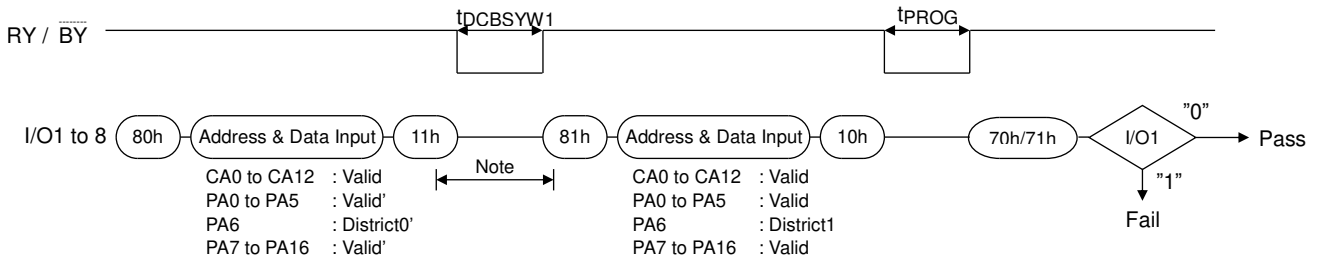 tDCBSYW1
tPROG
RY / BY
I/O1 to 8
80h
Address & Data Input
11h
81h
Address & Data Input
10h
70h/71h
I/O1
"0"
Pass
"1"
Fail
Note
CA0 to CA12 : Valid
PA0 to PA5 : Valid'
PA6 : District0'
PA7 to PA16 : Valid'
CA0 to CA12 : Valid
PA0 to PA5 : Valid
PA6 : District1
PA7 to PA16 : Valid